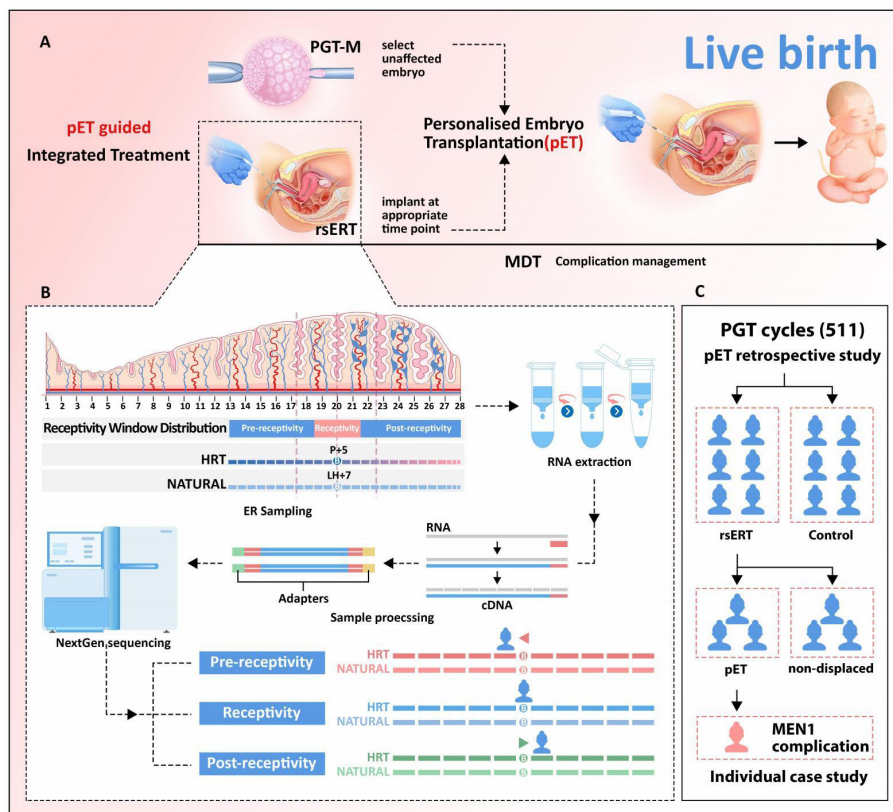 A
PGT-M
select
unaffected
embryo
Live birth
pET guided
Integrated Treatment
Personalised Embryo
Transplantation(pET)
rsERT
implant at
appropriate
time point
MDT Complication management
B
1 2 3 4 5 6 7 8 9 10 11 12 13 14 15 16 17 18 19 20 21 22 23 24 25 26 27 28
Receptivity Window Distribution
Pre-receptivity
Receptivity
Post-receptivity
P+5
HRT
B
LH+7
NATURAL
B
ER Sampling
RNA extraction
RNA
cDNA
Adapters
Sample proecssing
NextGen sequencing
Pre-receptivity
HRT
B
NATURAL
B
Receptivity
HRT
B
NATURAL
B
Post-receptivity
HRT
B
NATURAL
B
C
PGT cycles (511)
pET retrospective study
rsERT
Control
pET
non-displaced
MEN1
complication
Individual case study